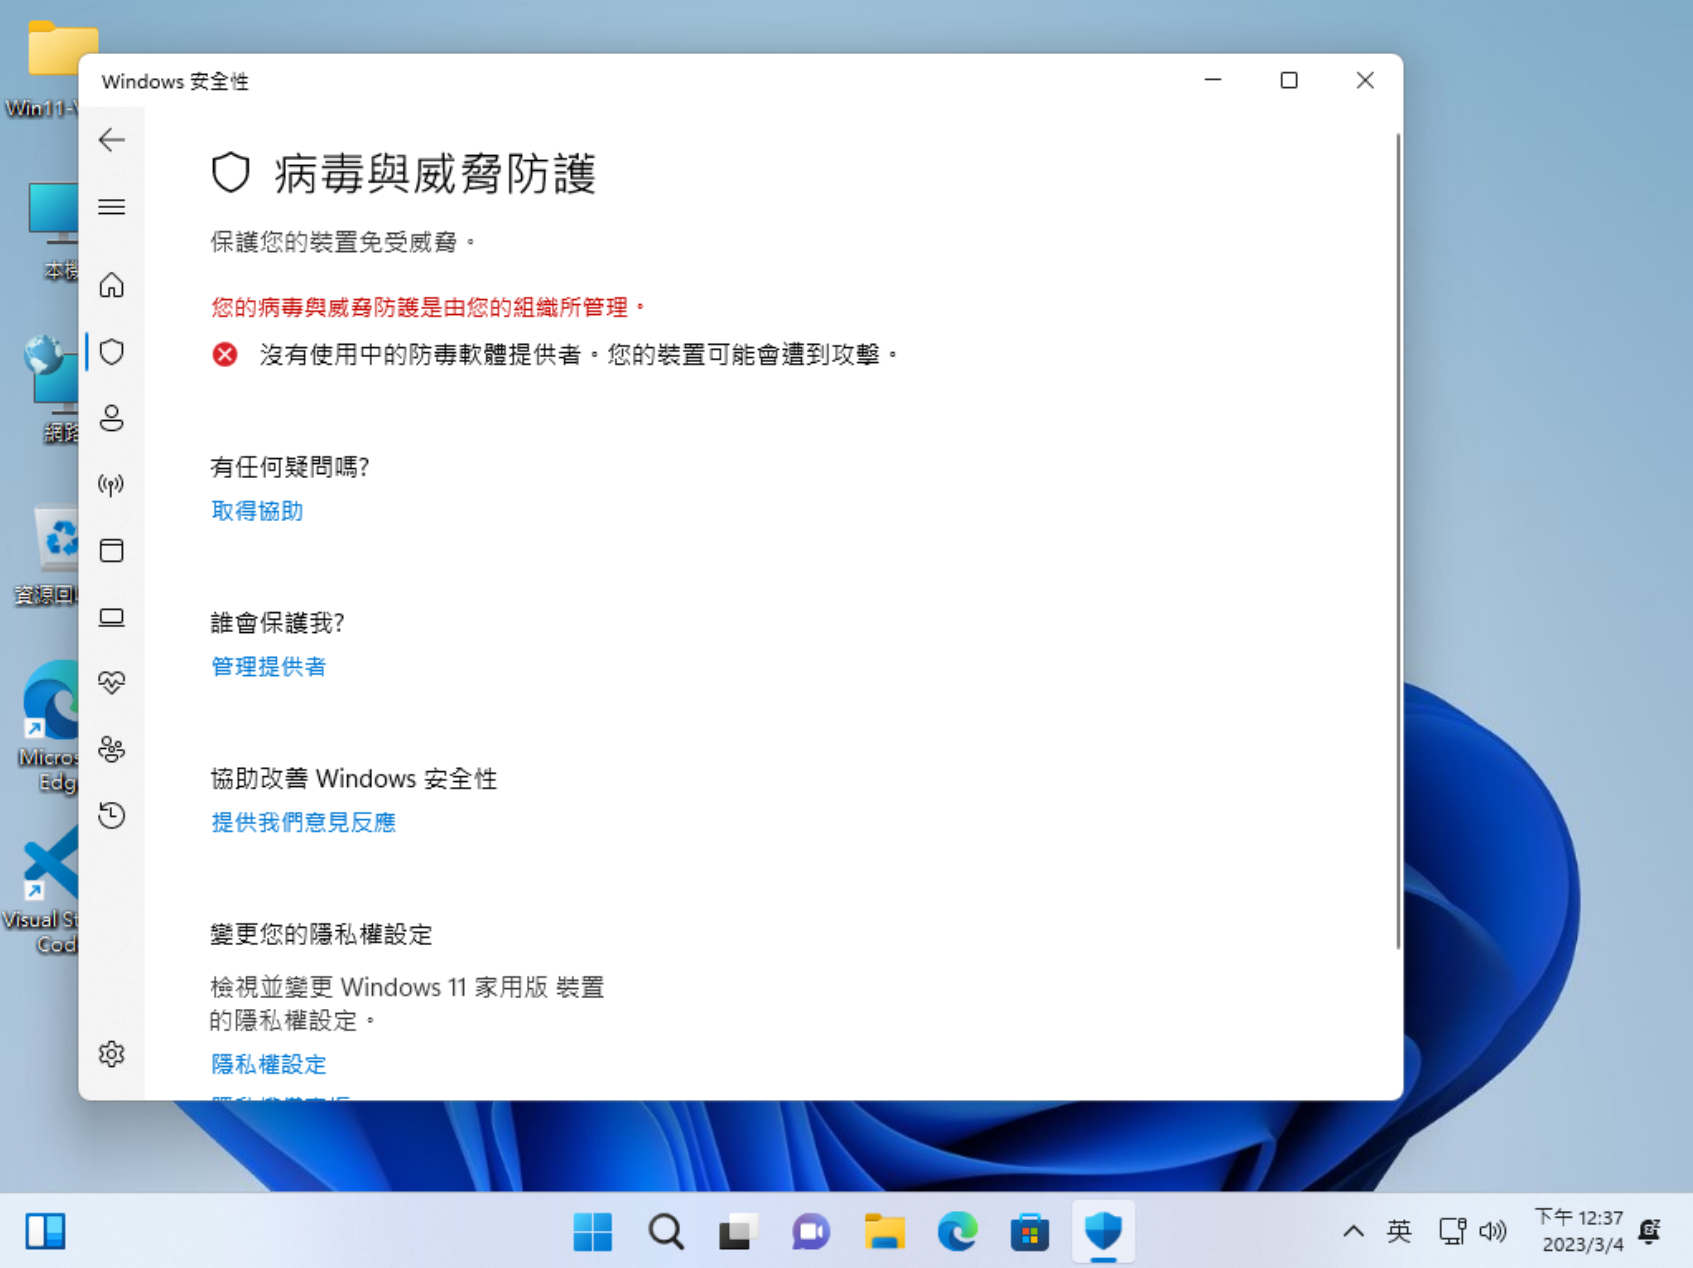 Windows 安全性
病毒與威脅防護
保護您的裝置免受威脅。
您的病毒與威脅防護是由您的組織所管理。
沒有使用中的防毒軟體提供者。您的裝置可能會遭到攻擊。
有任何疑問嗎?
取得協助
誰會保護我?
管理提供者
協助改善 Windows 安全性
提供我們意見反應
變更您的隱私權設定
檢視並變更 Windows 11 家用版 裝置
的隱私權設定。
隱私權設定
Win11-
本機
網路
資源回
Micros
Edg
Visual St
Cod
英
下午 12:37
2023/3/4